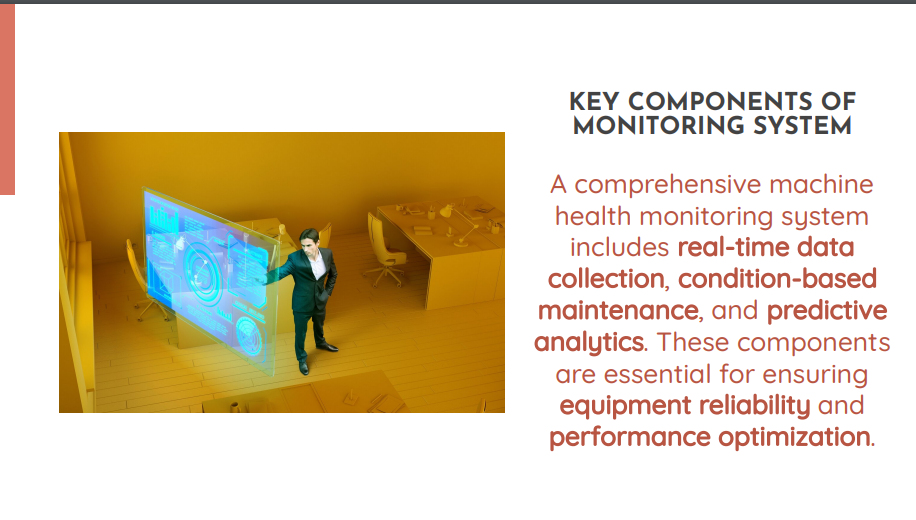 KEY COMPONENTS OF
MONITORING SYSTEM
A comprehensive machine
health monitoring system
includes real-time data
collection, condition-based
maintenance, and predictive
analytics. These components
are essential for ensuring
equipment reliability and
performance optimization.